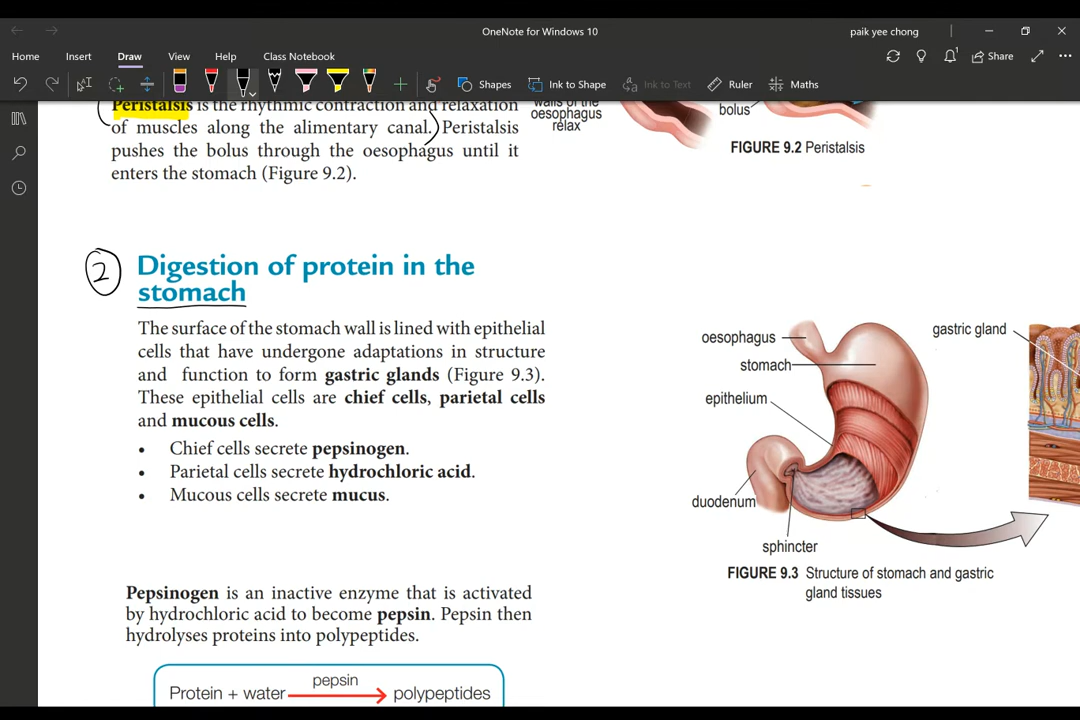 OneNote for Windows 10
paik yee chong
Home Insert Draw View Help Class Notebook
Share
Shapes Ink to Shape Ink to Text Ruler Maths
Peristalsis is the rhythmic contraction and relaxation
of muscles along the alimentary canal. Peristalsis
pushes the bolus through the oesophagus until it
enters the stomach (Figure 9.2).
walls of the
oesophagus
relax
bolus
FIGURE 9.2 Peristalsis
2
Digestion of protein in the
stomach
The surface of the stomach wall is lined with epithelial
cells that have undergone adaptations in structure
and function to form gastric glands (Figure 9.3).
These epithelial cells are chief cells, parietal cells
and mucous cells.
• Chief cells secrete pepsinogen.
• Parietal cells secrete hydrochloric acid.
• Mucous cells secrete mucus.
Pepsinogen is an inactive enzyme that is activated
by hydrochloric acid to become pepsin. Pepsin then
hydrolyses proteins into polypeptides.
pepsin
Protein + water polypeptides
oesophagus
stomach
epithelium
duodenum
sphincter
gastric gland
FIGURE 9.3 Structure of stomach and gastric
gland tissues